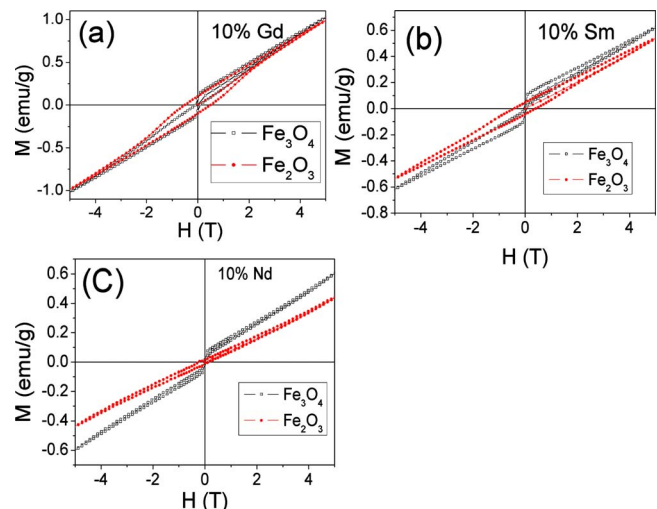 (a)
10% Gd
M (emu/g)
1.0
0.5
0.0
-0.5
-1.0
Fe₃O₄
Fe₂O₃
-4 -2 0 2 4
H (T)
(b)
10% Sm
M (emu/g)
0.6
0.4
0.2
0.0
-0.2
-0.4
-0.6
-0.8
Fe₃O₄
Fe₂O₃
-4 -2 0 2 4
H (T)
(C)
10% Nd
M (emu/g)
0.6
0.4
0.2
0.0
-0.2
-0.4
-0.6
Fe₃O₄
Fe₂O₃
-4 -2 0 2 4
H (T)